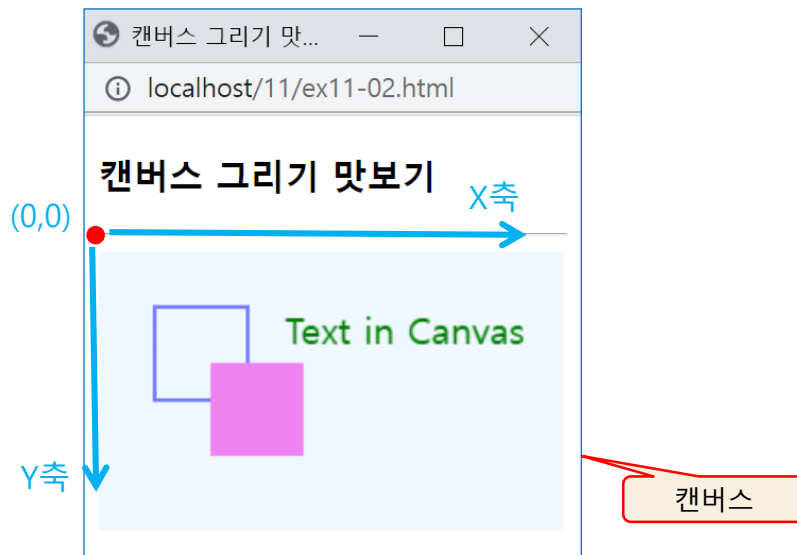 캔버스 그리기 맛...
localhost/11/ex11-02.html
캔버스 그리기 맛보기
X축
(0,0)
Text in Canvas
Y축
캔버스